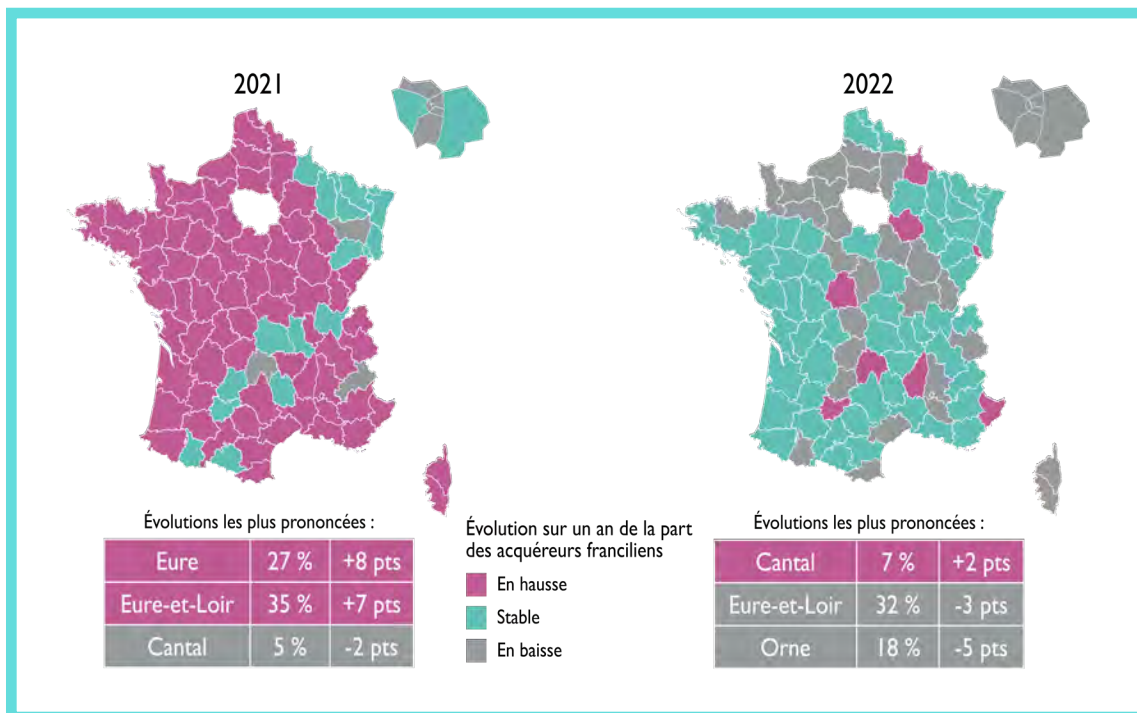 2021
2022
Évolutions les plus prononcées :
Eure 27 % +8 pts
Eure-et-Loir 35 % +7 pts
Cantal 5 % -2 pts
Évolution sur un an de la part
des acquéreurs franciliens
En hausse
Stable
En baisse
Évolutions les plus prononcées :
Cantal 7 % +2 pts
Eure-et-Loir 32 % -3 pts
Orne 18 % -5 pts